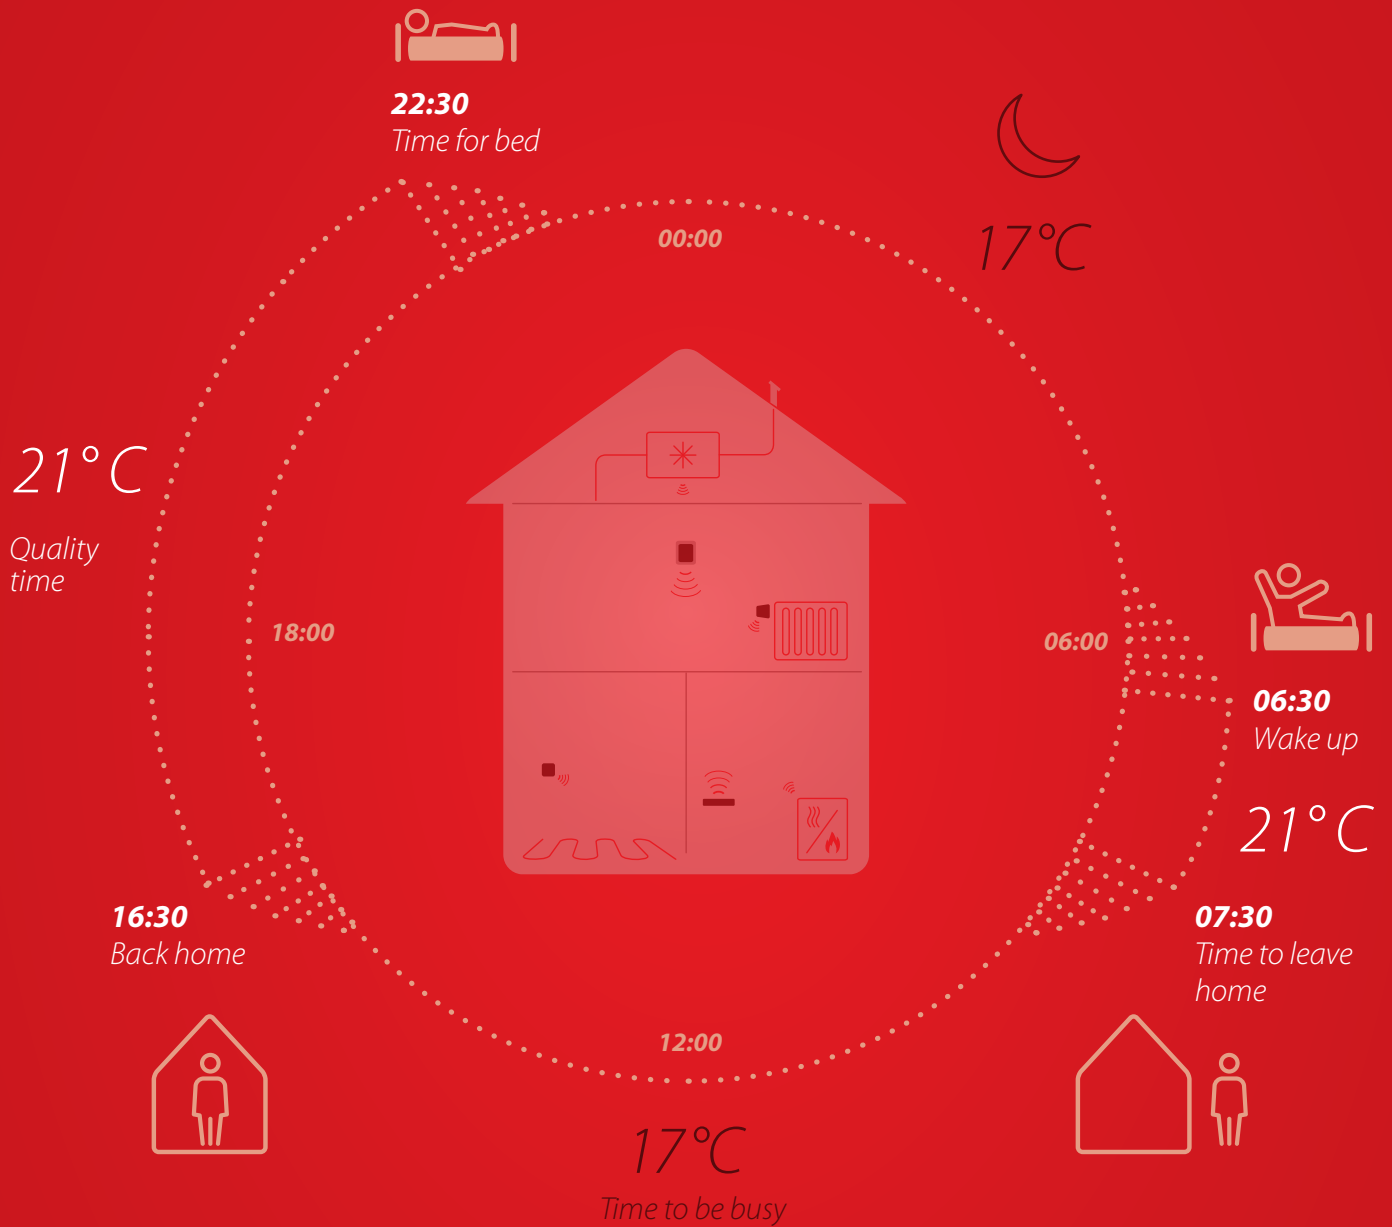 22:30
Time for bed
17°C
00:00
21°C
Quality
time
18:00
06:00
06:30
Wake up
21°C
07:30
Time to leave
home
16:30
Back home
12:00
17°C
Time to be busy